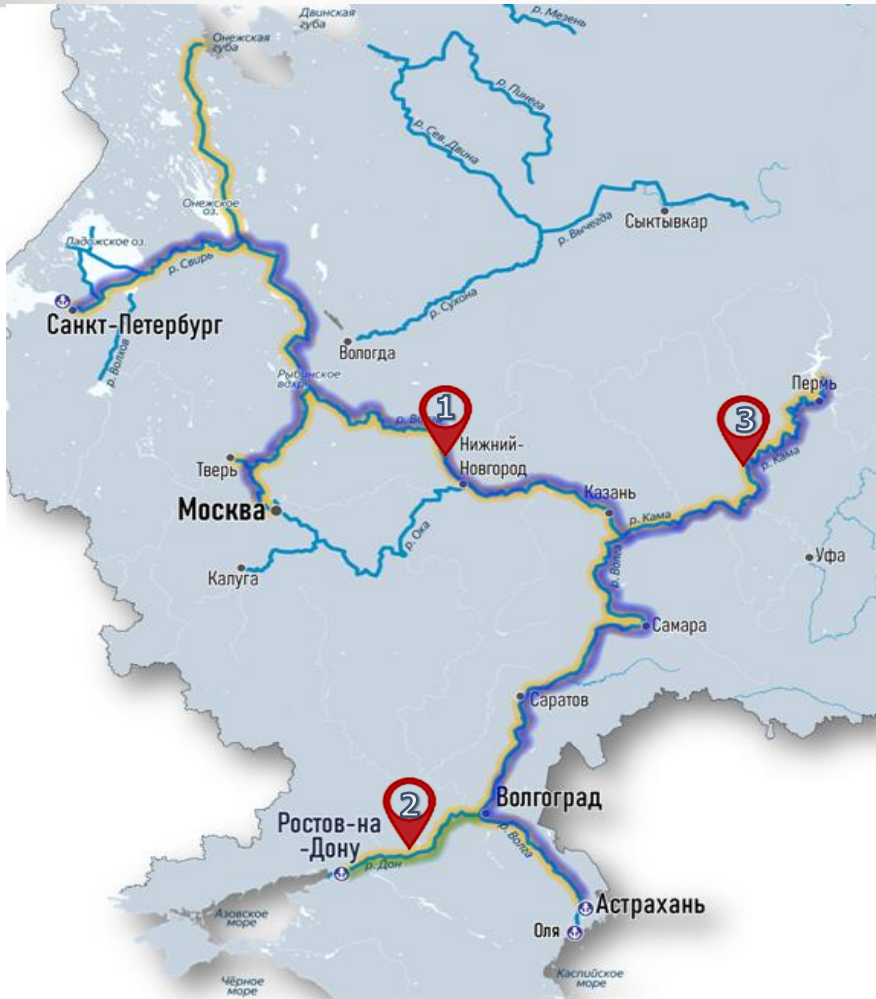 Двинская
губа
р. Мезень
Онежская
губа
р. Пинега
р. Сев. Двина
Онежское
оз.
Сыктывкар
р. Вычегда
Ладожское оз.
р. Свирь
Санкт-Петербург
р. Сухона
р. Волхов
Вологда
Рыбинское
вохр.
Пермь
1
3
Нижний-
Новгород
р. Кама
Тверь
Москва
Казань
р. Кама
р. Ока
Уфа
Калуга
р. Волга
Самара
Саратов
2
Волгоград
Ростов-на
-Дону
р. Волга
р. Дон
Астрахань
Азовское
море
Оля
Чёрное
море
Каспийское
море